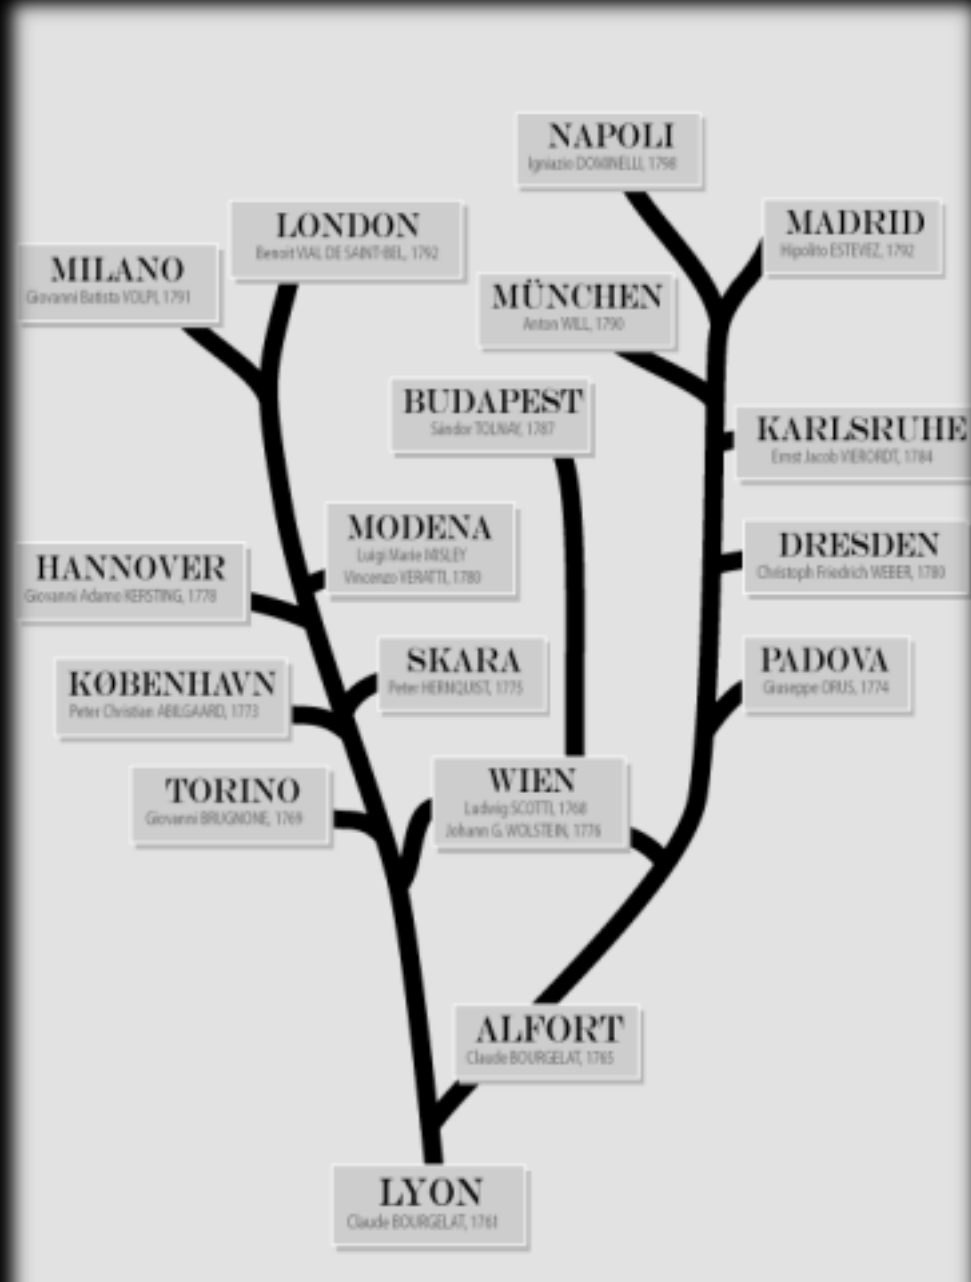 NAPOLI
Igniazio DOMINELLI, 1798
LONDON
Benoit VIAL DE SAINT-BEL, 1792
MADRID
Hipolito ESTEVEZ, 1792
MILANO
Giovanni Batista VOLPI, 1791
MÜNCHEN
Anton WILL, 1790
BUDAPEST
Sándor TOLNAY, 1787
KARLSRUHE
Ernst Jacob VIERORDT, 1784
MODENA
Luigi Marie MISLEY
Vincenzo VERATTI, 1780
DRESDEN
Christoph Friedrich WEBER, 1780
HANNOVER
Giovanni Adamo KERSTING, 1778
SKARA
Peter HERNQUIST, 1775
PADOVA
Giuseppe ORUS, 1774
KØBENHAVN
Peter Christian ABILGAARD, 1773
TORINO
Giovanni BRUGNONE, 1769
WIEN
Ludwig SCOTTI, 1768
Johann G. WOLSTEIN, 1776
ALFORT
Claude BOURGELAT, 1765
LYON
Claude BOURGELAT, 1761